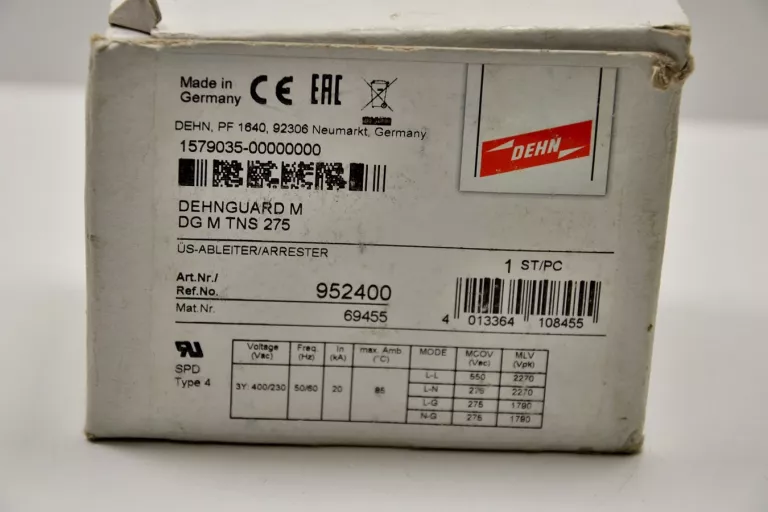 Made in
Germany
CE
EAC
DEHN, PF 1640, 92306 Neumarkt, Germany
1579035-00000000
DEHN
DEHNGUARD M
DG M TNS 275
ÜS-ABLEITER/ARRESTER
1 ST/PC
Art.Nr./
Ref.No. 952400
Mat.Nr. 69455
4 013364 108455
SPD
Type 4
Voltage (Vac) Freq. (Hz) In (kA) max. Amb. (°C) MODE MCOV (Vac) MLV (Vpk)
3Y: 400/230 50/60 20 85
L-L 550 2270
L-N 275 2270
L-G 275 1790
N-G 275 1790